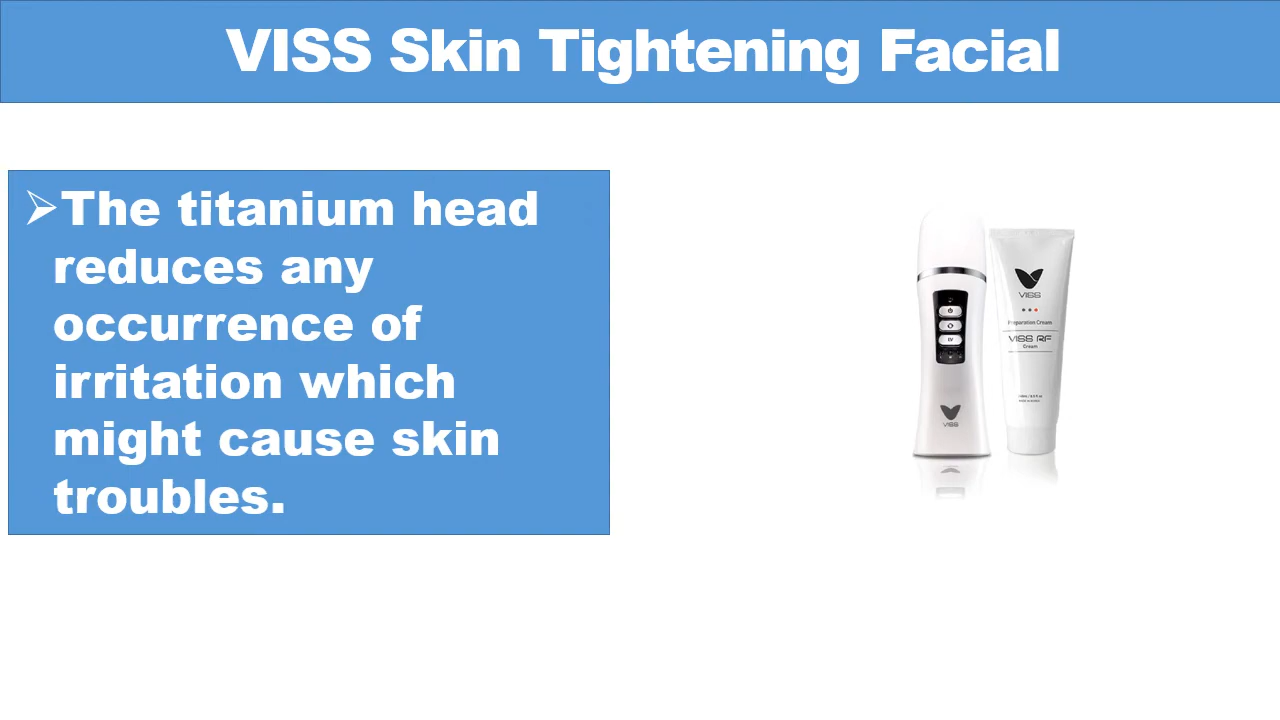 VISS Skin Tightening Facial
➢The titanium head
reduces any
occurrence of
irritation which
might cause skin
troubles.
LV
VISS
VISS
Preparation Cream
VISS RF
Cream